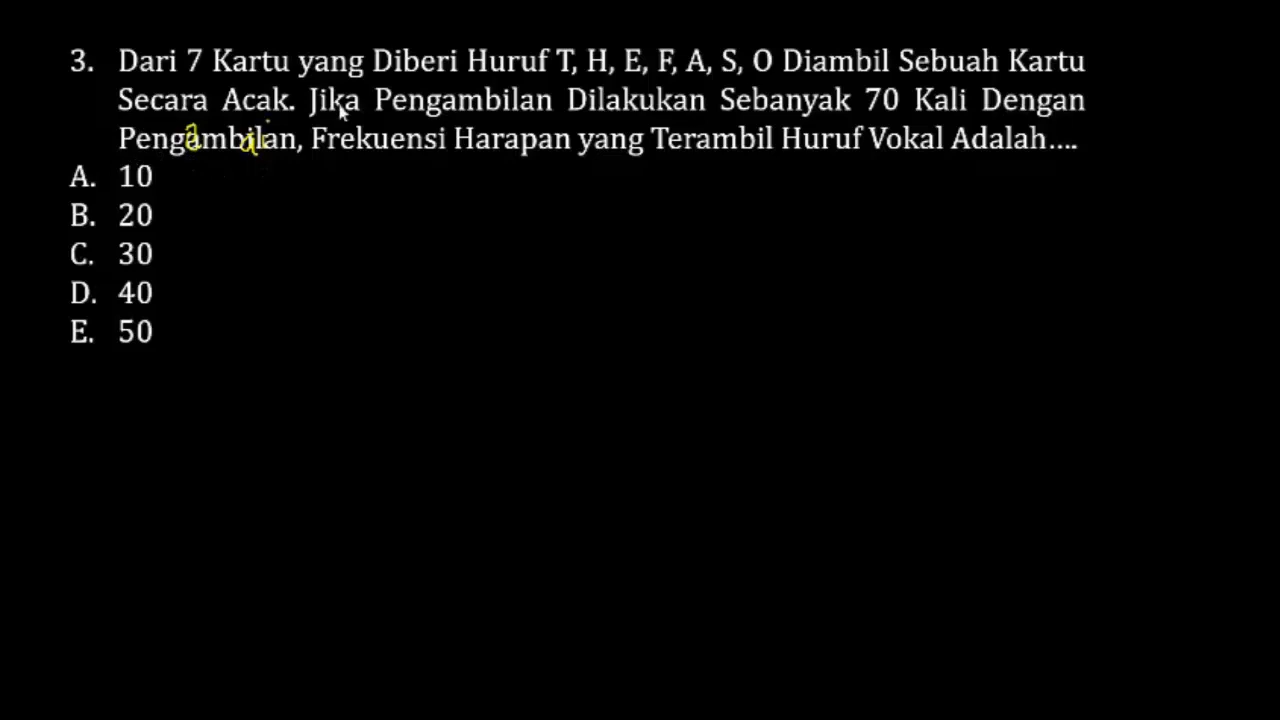 3. Dari 7 Kartu yang Diberi Huruf T, H, E, F, A, S, O Diambil Sebuah Kartu
Secara Acak. Jika Pengambilan Dilakukan Sebanyak 70 Kali Dengan
Pengambilan, Frekuensi Harapan yang Terambil Huruf Vokal Adalah....
A. 10
B. 20
C. 30
D. 40
E. 50